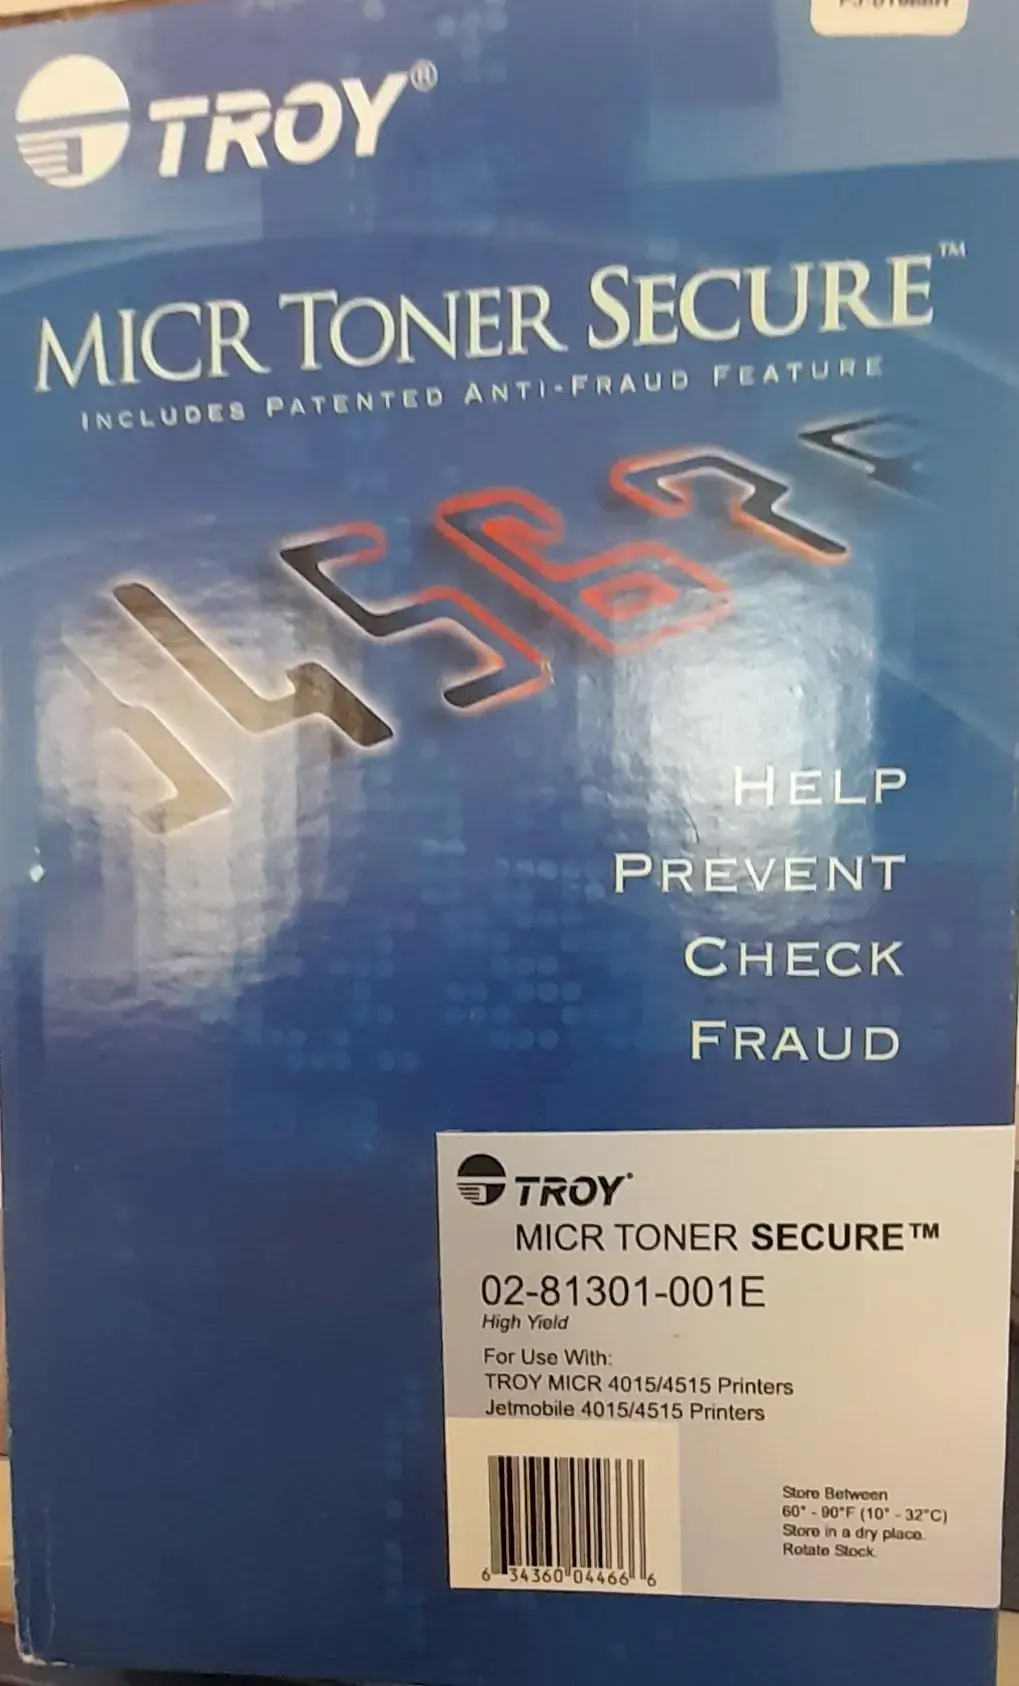 TROY®
MICR TONER SECURE™
INCLUDES PATENTED ANTI-FRAUD FEATURE
HELP
PREVENT
CHECK
FRAUD
TROY®
MICR TONER SECURE™
02-81301-001E
High Yield
For Use With:
TROY MICR 4015/4515 Printers
Jetmobile 4015/4515 Printers
Store Between
60° - 90°F (10° - 32°C)
Store in a dry place.
Rotate Stock.
6 34360 04466 6